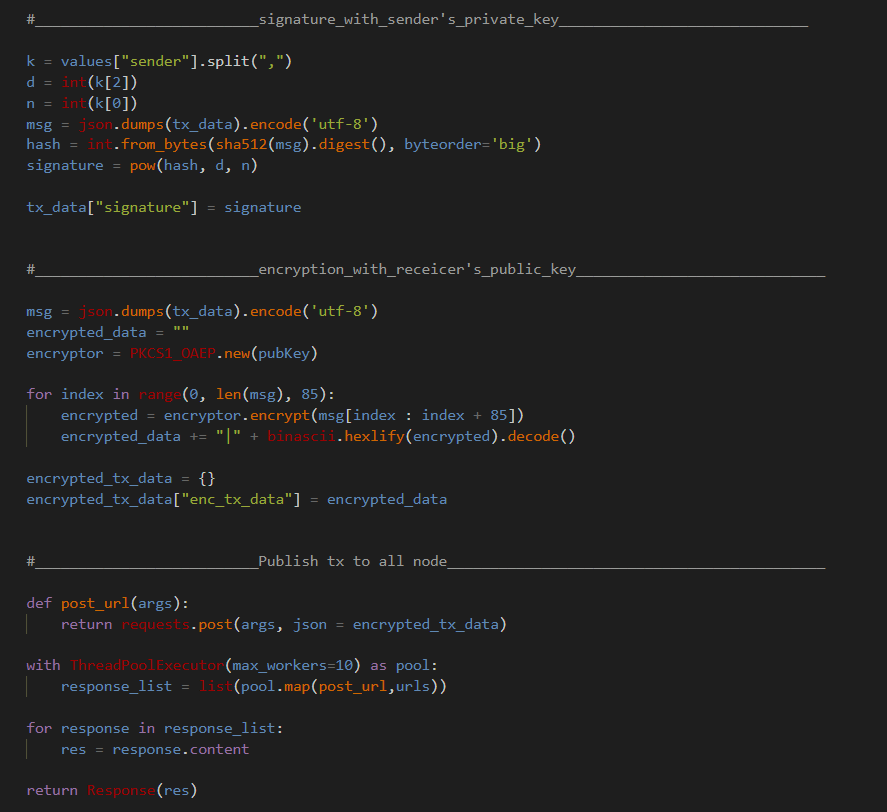 #__________________________signature_with_sender's_private_key_____________________________
k = values["sender"].split(",")
d = int(k[2])
n = int(k[0])
msg = json.dumps(tx_data).encode('utf-8')
hash = int.from_bytes(sha512(msg).digest(), byteorder='big')
signature = pow(hash, d, n)
tx_data["signature"] = signature
#__________________________encryption_with_receicer's_public_key_____________________________
msg = json.dumps(tx_data).encode('utf-8')
encrypted_data = ""
encryptor = PKCS1_OAEP.new(pubKey)
for index in range(0, len(msg), 85):
    encrypted = encryptor.encrypt(msg[index : index + 85])
    encrypted_data += "|" + binascii.hexlify(encrypted).decode()
encrypted_tx_data = {}
encrypted_tx_data["enc_tx_data"] = encrypted_data
#__________________________Publish tx to all node____________________________________________
def post_url(args):
    return requests.post(args, json = encrypted_tx_data)
with ThreadPoolExecutor(max_workers=10) as pool:
    response_list = list(pool.map(post_url,urls))
for response in response_list:
    res = response.content
return Response(res)